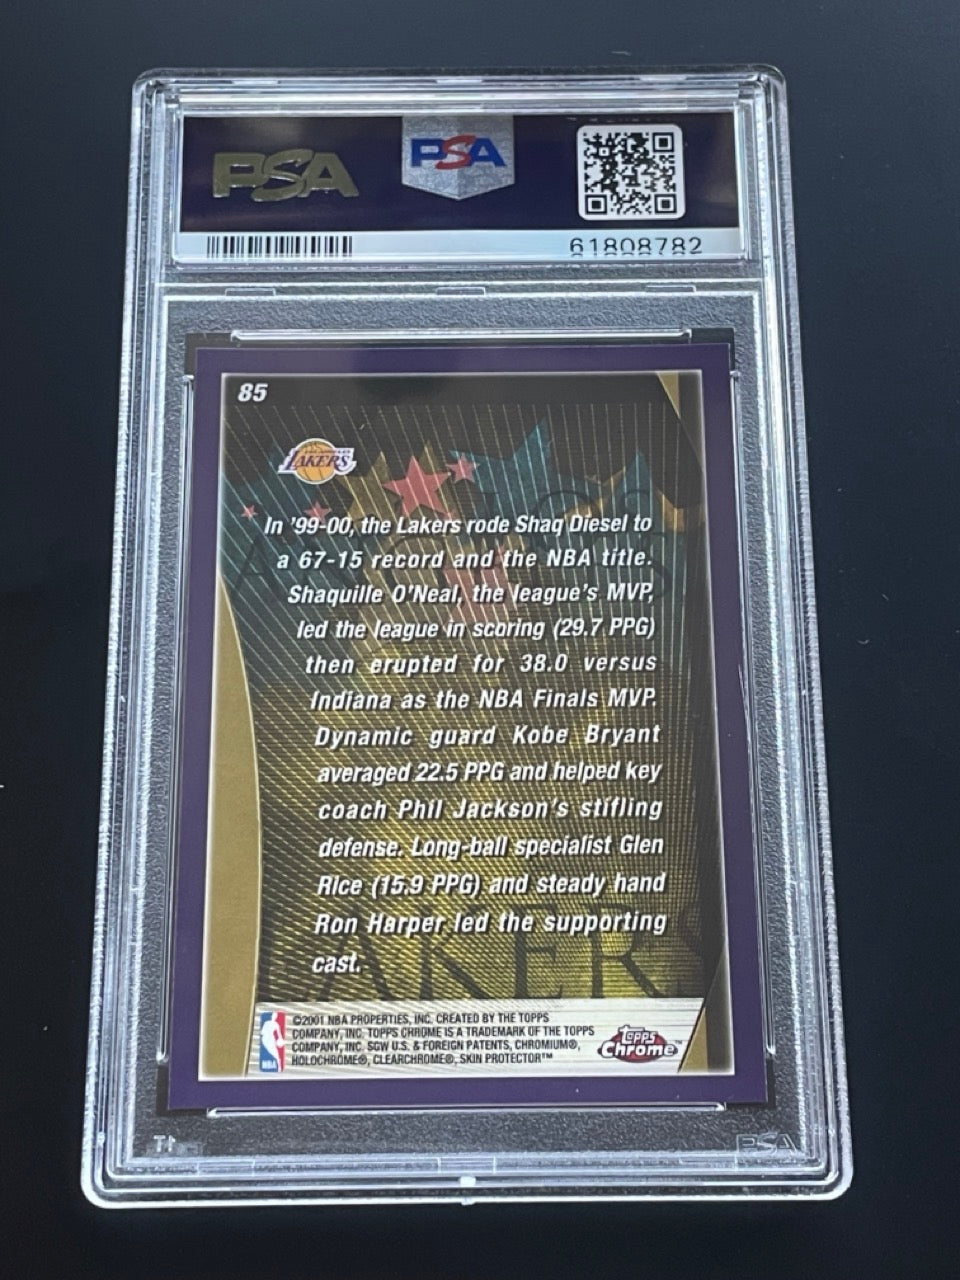 PSA PSA
61808782
85
LAKERS
In '99-00, the Lakers rode Shaq Diesel to
a 67-15 record and the NBA title.
Shaquille O'Neal, the league's MVP,
led the league in scoring (29.7 PPG)
then erupted for 38.0 versus
Indiana as the NBA Finals MVP.
Dynamic guard Kobe Bryant
averaged 22.5 PPG and helped key
coach Phil Jackson's stifling
defense. Long-ball specialist Glen
Rice (15.9 PPG) and steady hand
Ron Harper led the supporting
cast.
LAKERS
©2001 NBA PROPERTIES, INC. CREATED BY THE TOPPS
COMPANY, INC. TOPPS CHROME IS A TRADEMARK OF THE TOPPS
COMPANY, INC. SGW U.S. & FOREIGN PATENTS, CHROMIUM®,
HOLOCHROME®, CLEARCHROME®, SKIN PROTECTOR™
NBA
Topps
Chrome™
PSA